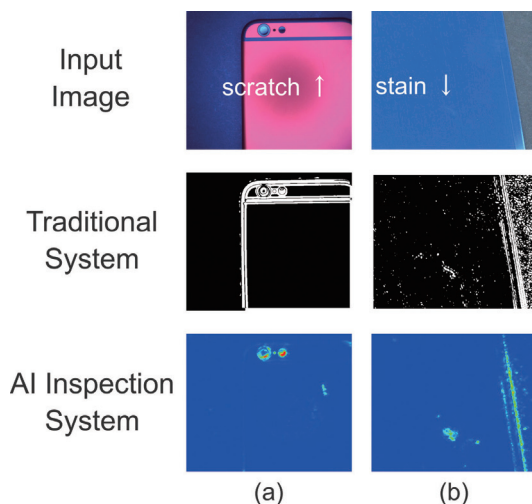 Input
Image
scratch ↑
stain ↓
Traditional
System
AI Inspection
System
(a)
(b)